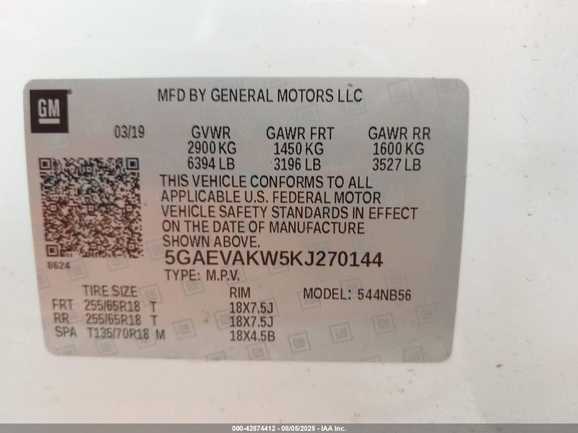 GM
MFD BY GENERAL MOTORS LLC
03/19 GVWR GAWR FRT GAWR RR
2900 KG 1450 KG 1600 KG
6394 LB 3196 LB 3527 LB
THIS VEHICLE CONFORMS TO ALL
APPLICABLE U.S. FEDERAL MOTOR
VEHICLE SAFETY STANDARDS IN EFFECT
ON THE DATE OF MANUFACTURE
SHOWN ABOVE.
8624
5GAEVAKW5KJ270144
TYPE: M.P.V.
TIRE SIZE RIM MODEL: 544NB56
FRT 255/65R18 T 18X7.5J
RR 255/65R18 T 18X7.5J
SPA T135/70R18 M 18X4.5B
000-42874412 - 08/05/2025 - IAA Inc.